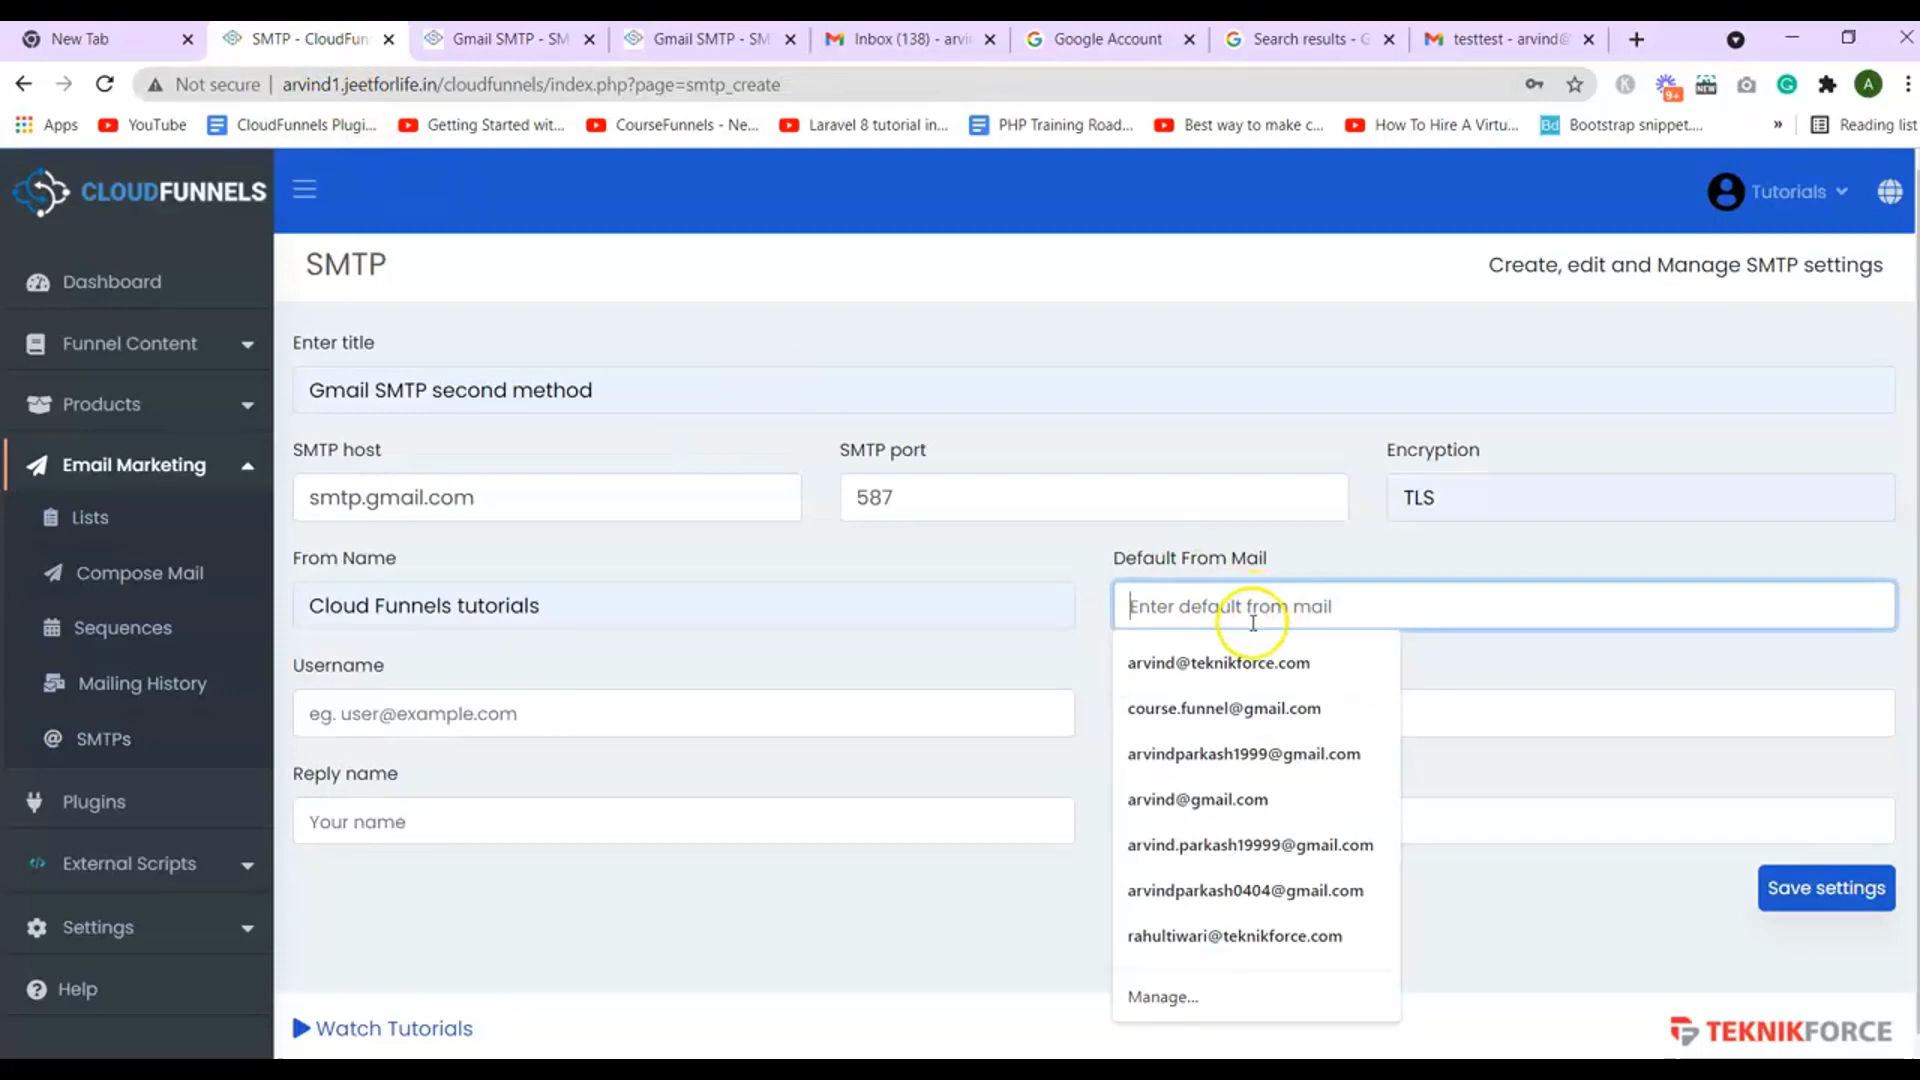 New Tab
SMTP - CloudFun
Gmail SMTP - SM
Gmail SMTP - SM
Inbox (138) - arvi
Google Account
Search results - G
testtest - arvind@
Not secure | arvind1.jeetforlife.in/cloudfunnels/index.php?page=smtp_create
K
9+
NEW
G
A
Apps
YouTube
CloudFunnels Plugi...
Getting Started wit...
CourseFunnels - Ne...
Laravel 8 tutorial in...
PHP Training Road...
Best way to make c...
How To Hire A Virtu...
Bd Bootstrap snippet....
»
Reading list
CLOUDFUNNELS
Tutorials
SMTP
Create, edit and Manage SMTP settings
Dashboard
Funnel Content
Products
Email Marketing
Lists
Compose Mail
Sequences
Mailing History
@ SMTPs
Plugins
</> External Scripts
Settings
Help
Enter title
Gmail SMTP second method
SMTP host
SMTP port
Encryption
smtp.gmail.com
587
TLS
From Name
Default From Mail
Cloud Funnels tutorials
Enter default from mail
Username
eg. user@example.com
Reply name
Your name
arvind@teknikforce.com
course.funnel@gmail.com
arvindparkash1999@gmail.com
arvind@gmail.com
arvind.parkash19999@gmail.com
arvindparkash0404@gmail.com
rahultiwari@teknikforce.com
Manage...
Save settings
Watch Tutorials
TEKNIKFORCE